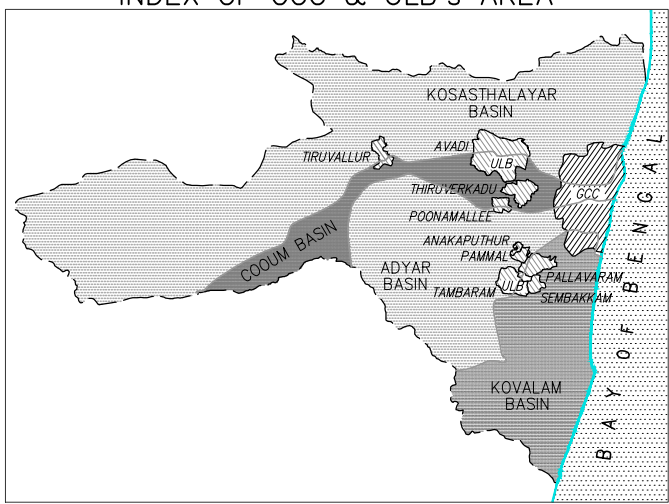 INDEX OF GCC & ULB'S AREA
KOSASTHALAYAR
BASIN
TIRUVALLUR
AVADI
ULB
THIRUVERKADU
GCC
POONAMALLEE
COOUM BASIN
ANAKAPUTHUR
PAMMAL
ADYAR
BASIN
PALLAVARAM
TAMBARAM
ULB
SEMBAKKAM
KOVALAM
BASIN
BAY OF BENGAL